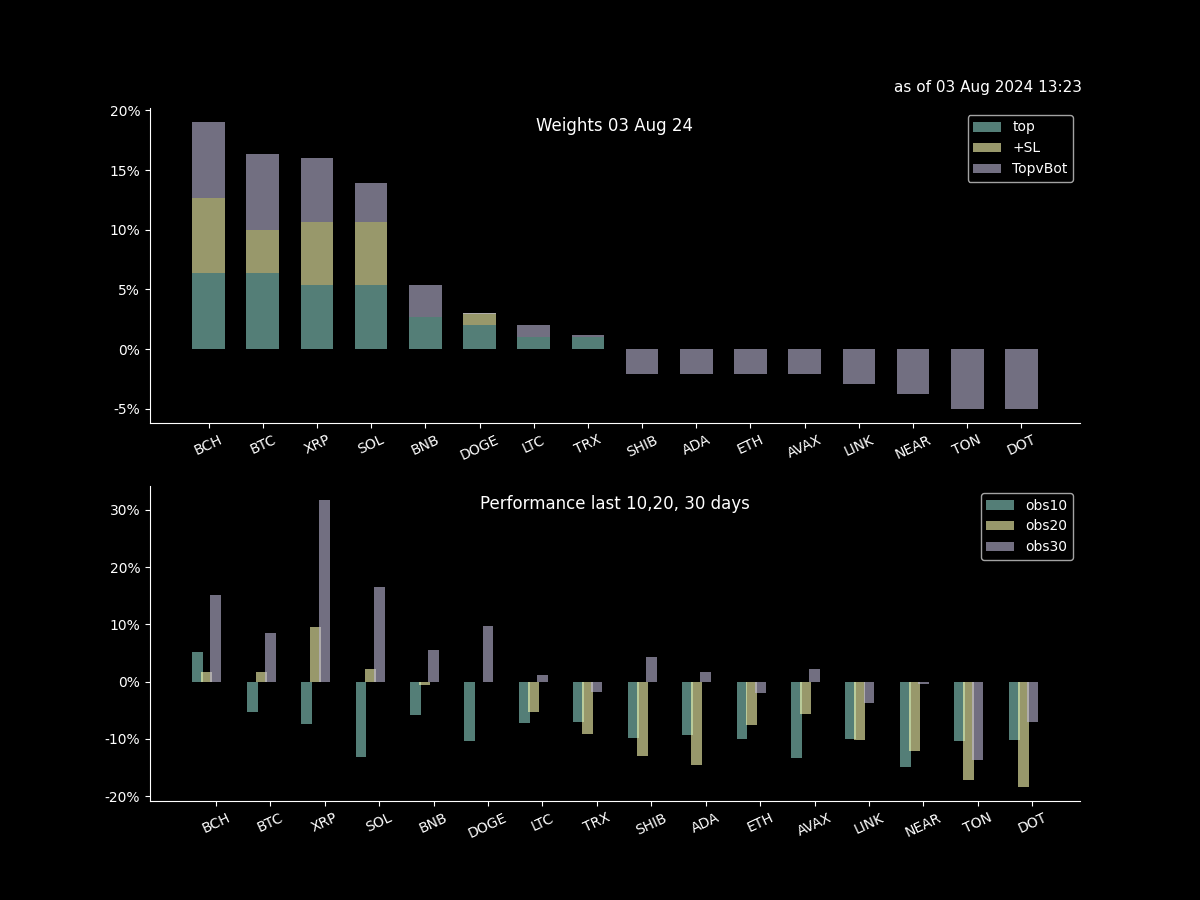 as of 03 Aug 2024 13:23
Weights 03 Aug 24
top
+SL
TopvBot
20%
15%
10%
5%
0%
-5%
BCH BTC XRP SOL BNB DOGE LTC TRX SHIB ADA ETH AVAX LINK NEAR TON DOT
Performance last 10,20, 30 days
obs10
obs20
obs30
30%
20%
10%
0%
-10%
-20%
BCH BTC XRP SOL BNB DOGE LTC TRX SHIB ADA ETH AVAX LINK NEAR TON DOT